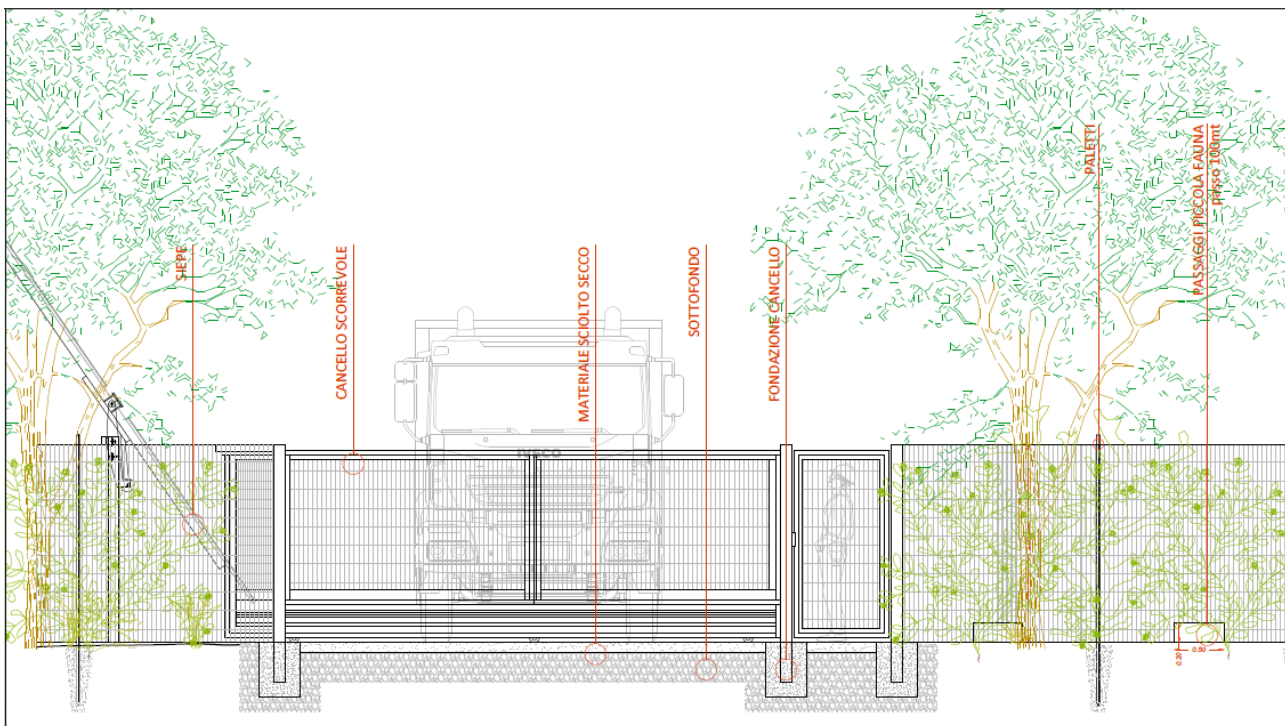 SIEPE
CANCELLO SCORREVOLE
MATERIALE SCIOLTO SECCO
SOTTOFONDO
FONDAZIONE CANCELLO
PALETTI
PASSAGGI PICCOLA FAUNA
passo 100mt
IVECO
0.20
0.50